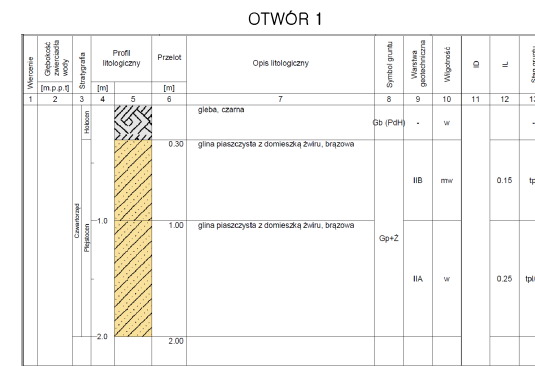 OTWÓR 1
Wiercenie
Głębokość zwierciadła wody
[m.p.p.t]
Stratygrafia
Profil litologiczny
[m]
Przelot
[m]
Opis litologiczny
Symbol gruntu
Warstwa geotechniczna
Wilgotność
ID
IL
Stan gruntu
1 2 3 4 5 6 7 8 9 10 11 12 13
Holocen
gleba, czarna
Gb (PdH) - w -
0.30 glina piaszczysta z domieszką żwiru, brązowa
IIB mw 0.15
Czwartorzęd
Plejstocen
1.0
1.00 glina piaszczysta z domieszką żwiru, brązowa
Gp+Ż
IIA w 0.25
2.0
2.00